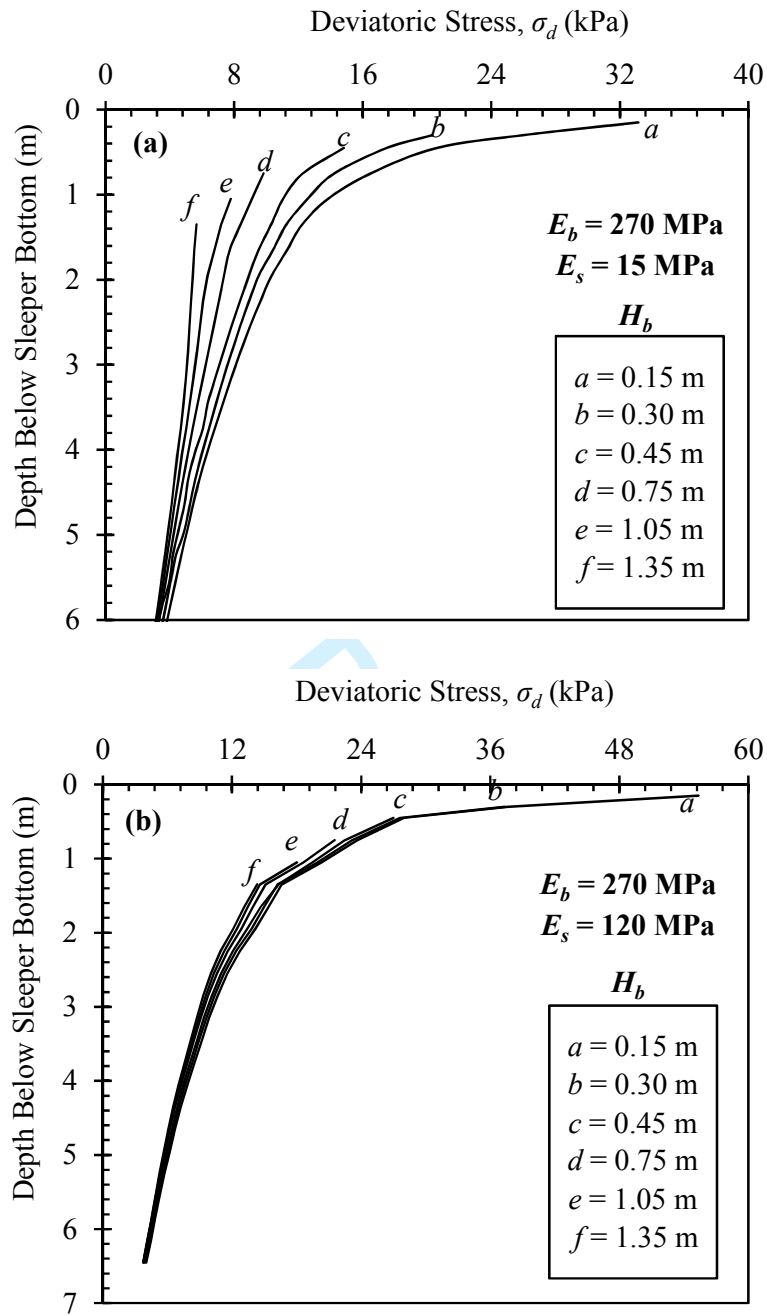 Deviatoric Stress, σd (kPa)
0 8 16 24 32 40
0
1
2
3
4
5
6
Depth Below Sleeper Bottom (m)
(a)
a
b
c
d
e
f
Eb = 270 MPa
Es = 15 MPa
Hb
a = 0.15 m
b = 0.30 m
c = 0.45 m
d = 0.75 m
e = 1.05 m
f = 1.35 m
Deviatoric Stress, σd (kPa)
0 12 24 36 48 60
0
1
2
3
4
5
6
7
Depth Below Sleeper Bottom (m)
(b)
a
b
c
d
e
f
Eb = 270 MPa
Es = 120 MPa
Hb
a = 0.15 m
b = 0.30 m
c = 0.45 m
d = 0.75 m
e = 1.05 m
f = 1.35 m